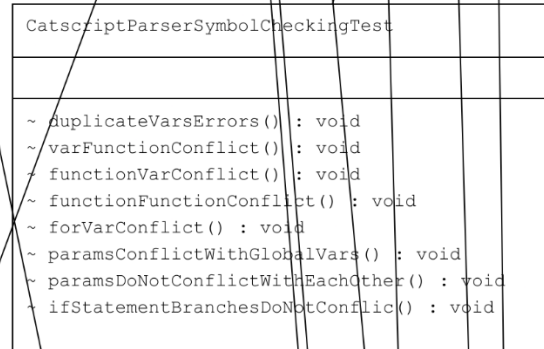 CatscriptParserSymbolCheckingTest
~ duplicateVarsErrors() : void
~ varFunctionConflict() : void
~ functionVarConflict() : void
~ functionFunctionConflict() : void
~ forVarConflict() : void
~ paramsConflictWithGlobalVars() : void
~ paramsDoNotConflictWithEachOther() : void
~ ifStatementBranchesDoNotConflic() : void